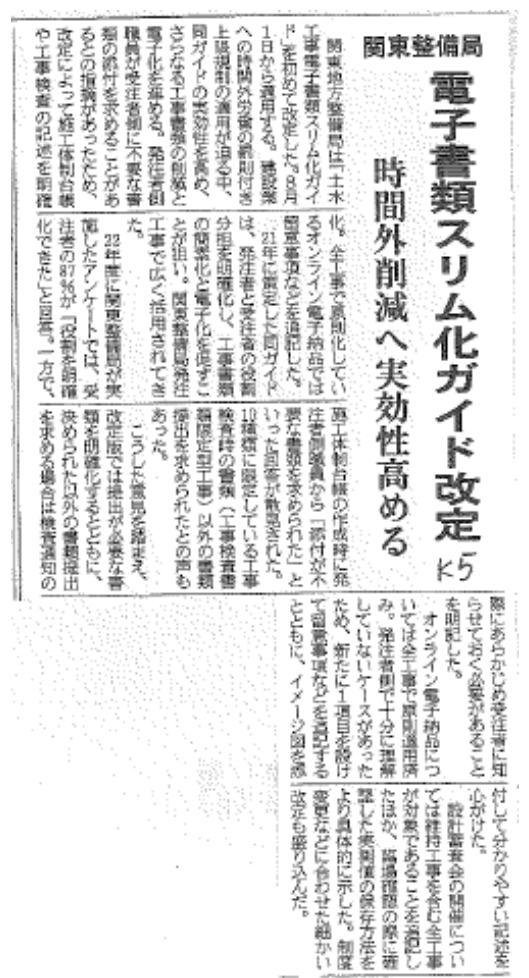 関東整備局
電子書類スリム化ガイド改定
時間外削減へ実効性高める
K5
関東地方整備局は「土木
工事電子書類スリム化ガイ
ド」を初めて改定した。8月
1日から適用する。建設業
への時間外労働の罰則付き
上限規制の適用が迫る中、
同ガイドの実効性を高め、
さらなる工事書類の削減と
電子化を進める。発注者側
職員が受注者側に不要な書
類の添付を求めることがあ
るとの指摘があったため、
改定によって施工体制台帳
や工事検査の記述を明確
化。全工事で原則化してい
るオンライン電子納品では
留意事項などを追記した。
21年に策定した同ガイド
は、発注者と受注者の役割
分担を明確化し、工事書類
の簡素化と電子化を促すこ
とが狙い。関東整備局発注
工事で広く活用されてき
た。
22年度に関東整備局が実
施したアンケートでは、受
注者の87%が「役割を明確
化できた」と回答。一方で、
施工体制台帳の作成時に発
注者側職員から「添付が不
要な書類を求められた」と
いった回答が散見された。
10種類に限定している工事
検査時の書類（工事検査書
類限定型工事）以外の書類
提出を求められたとの声も
あった。
こうした意見を踏まえ、
改定版では提出が必要な書
類を明確化するとともに、
決められた以外の書類提出
を求める場合は検査通知の
際にあらかじめ受注者に知
らせておく必要があること
を明記した。
オンライン電子納品につ
いては全工事で原則適用済
み。発注者側で十分に理解
していないケースがあった
ため、新たに1項目を設け
て留意事項などを追記する
とともに、イメージ図を添
付して分かりやすい記述を
心がけた。
設計審査会の開催につい
ては維持工事を含む全工事
が対象であることを追記し
たほか、臨場確認の際に確
認した実測値の保存方法を
より具体的に示した。制度
変更などに合わせた細かい
改定も盛り込んだ。